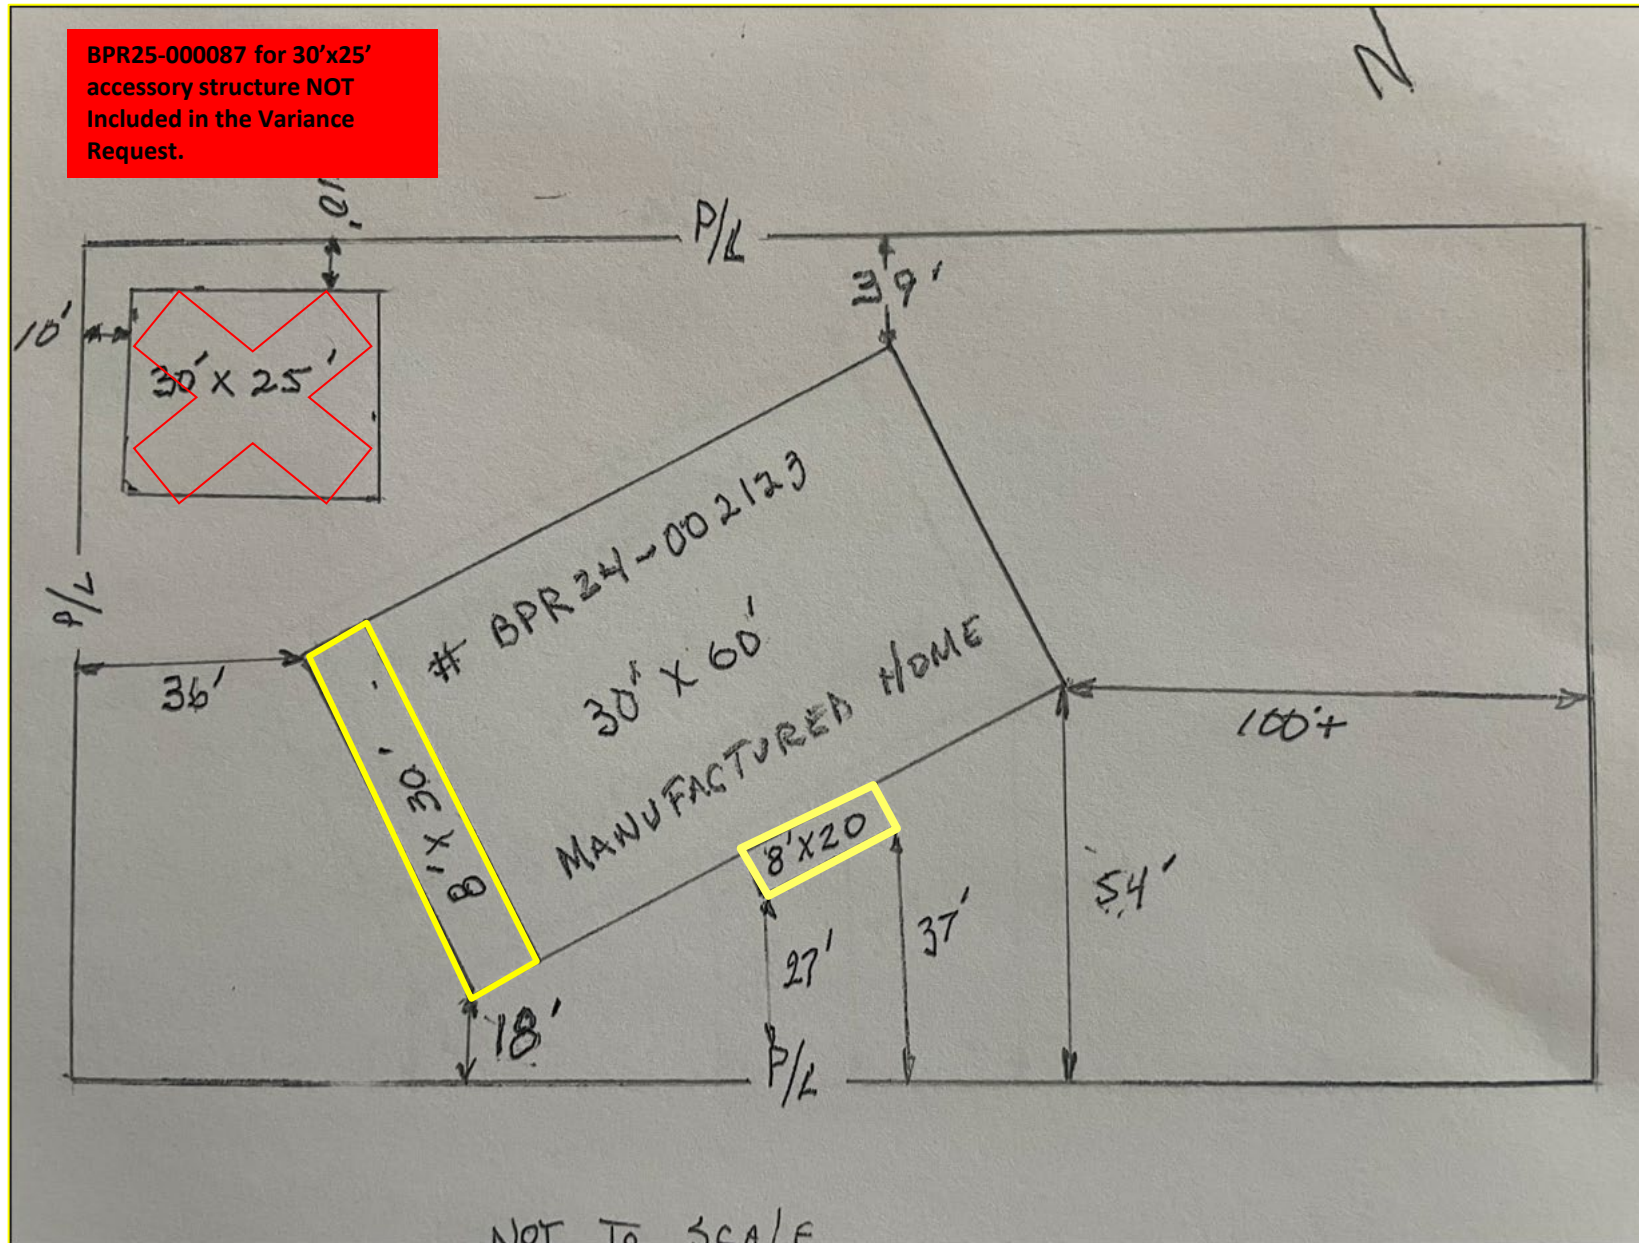 BPR25-000087 for 30’x25’
accessory structure NOT
Included in the Variance
Request.
N
10'
P/L
39'
10'
30' x 25'
# BPR24-002123
30' x 60'
MANUFACTURED HOME
P/L
36'
8' x 30'
8'x20
100'+
54'
37'
27'
18'
P/L
NOT TO SCALE